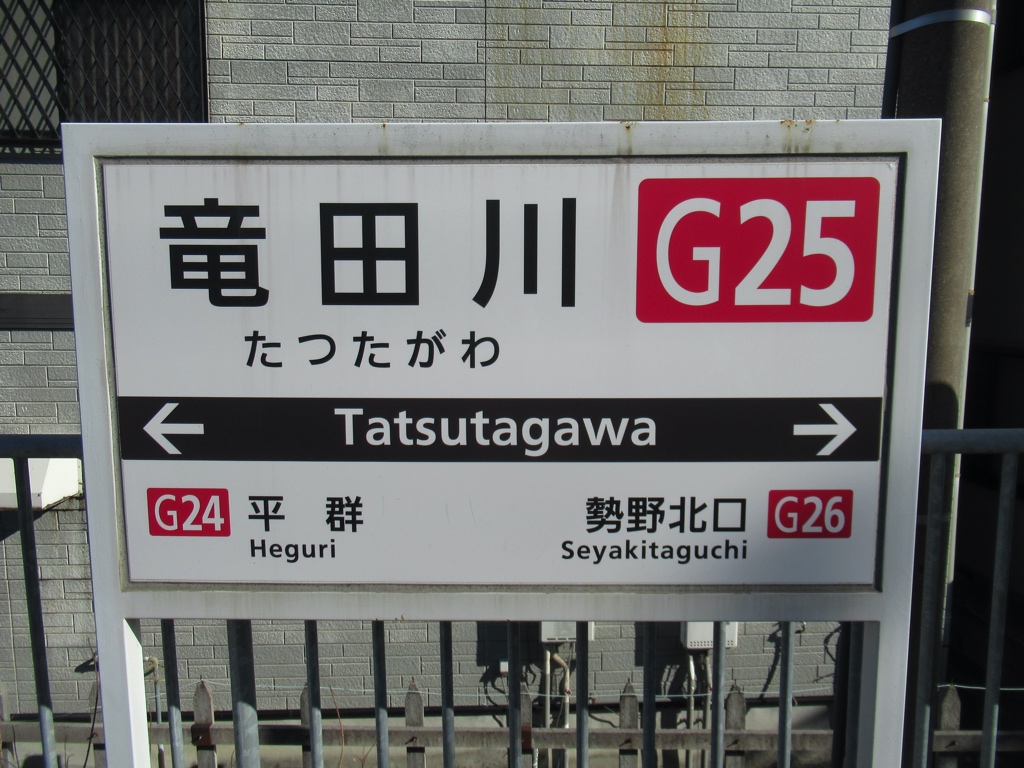 竜田川 G25
たつたがわ
← Tatsutagawa →
G24 平群 勢野北口 G26
Heguri Seyakitaguchi